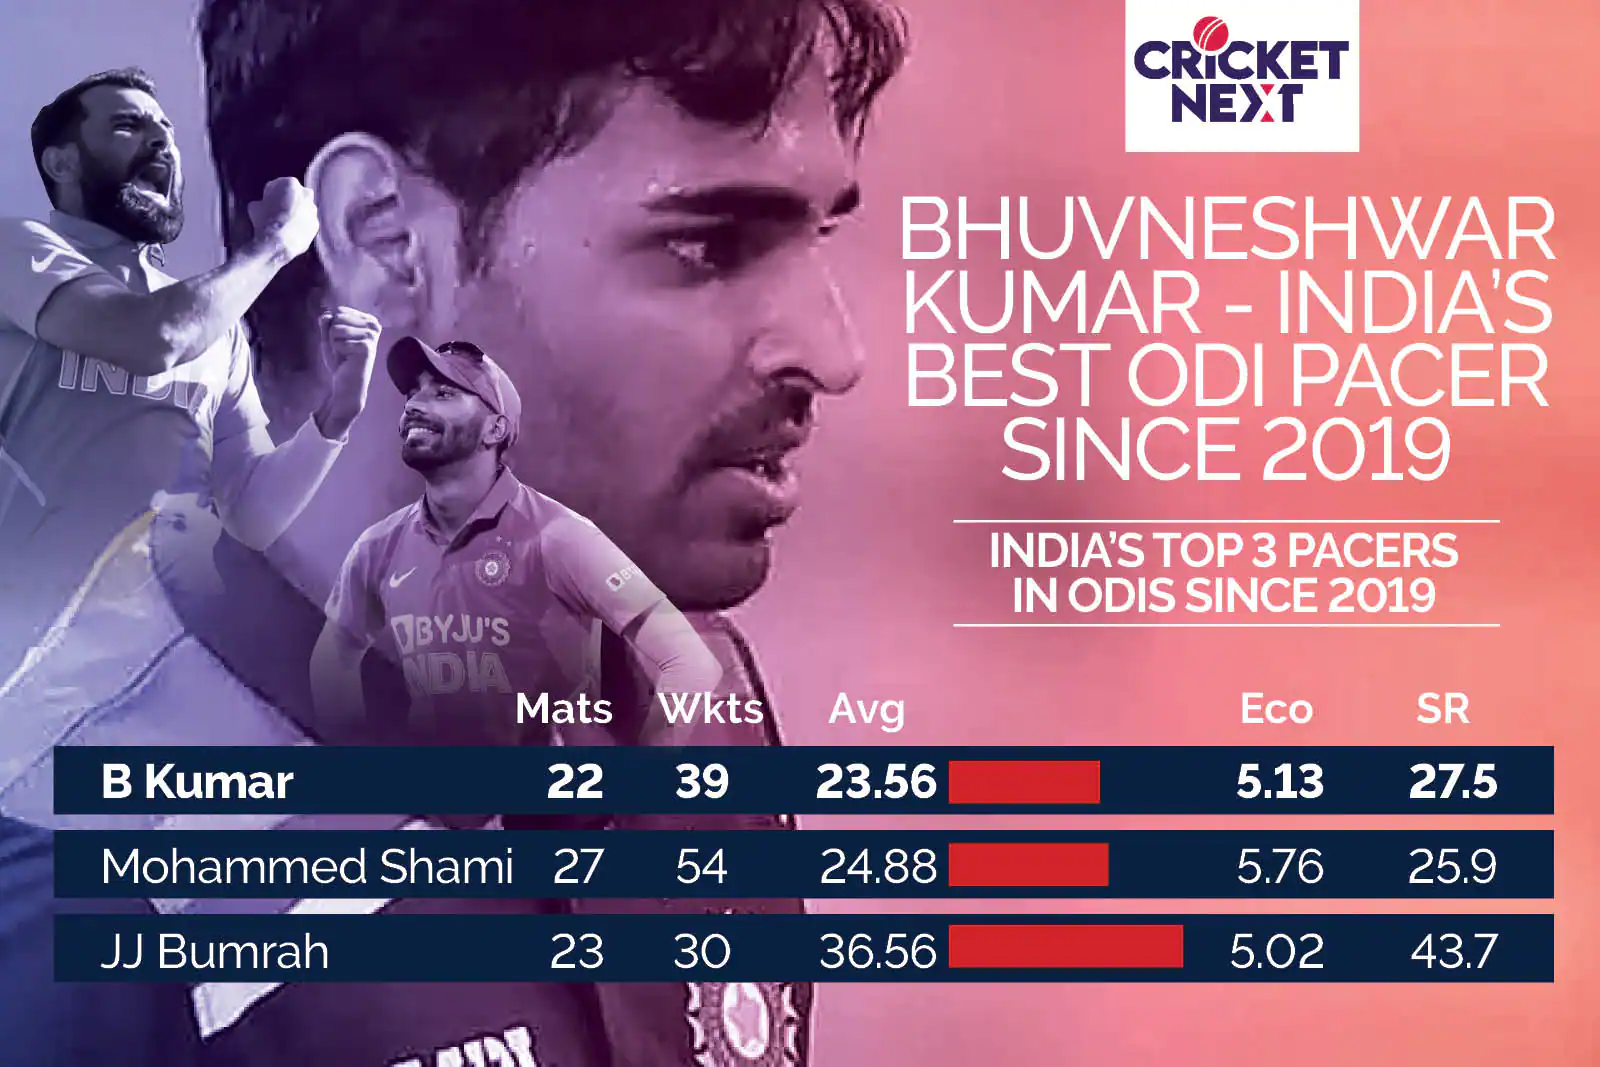 CRICKET
NEXT
BHUVNESHWAR
KUMAR - INDIA'S
BEST ODI PACER
SINCE 2019
INDIA'S TOP 3 PACERS
IN ODIS SINCE 2019
INDIA
BYJU'S
INDIA
Mats Wkts Avg Eco SR
B Kumar 22 39 23.56 5.13 27.5
Mohammed Shami 27 54 24.88 5.76 25.9
JJ Bumrah 23 30 36.56 5.02 43.7